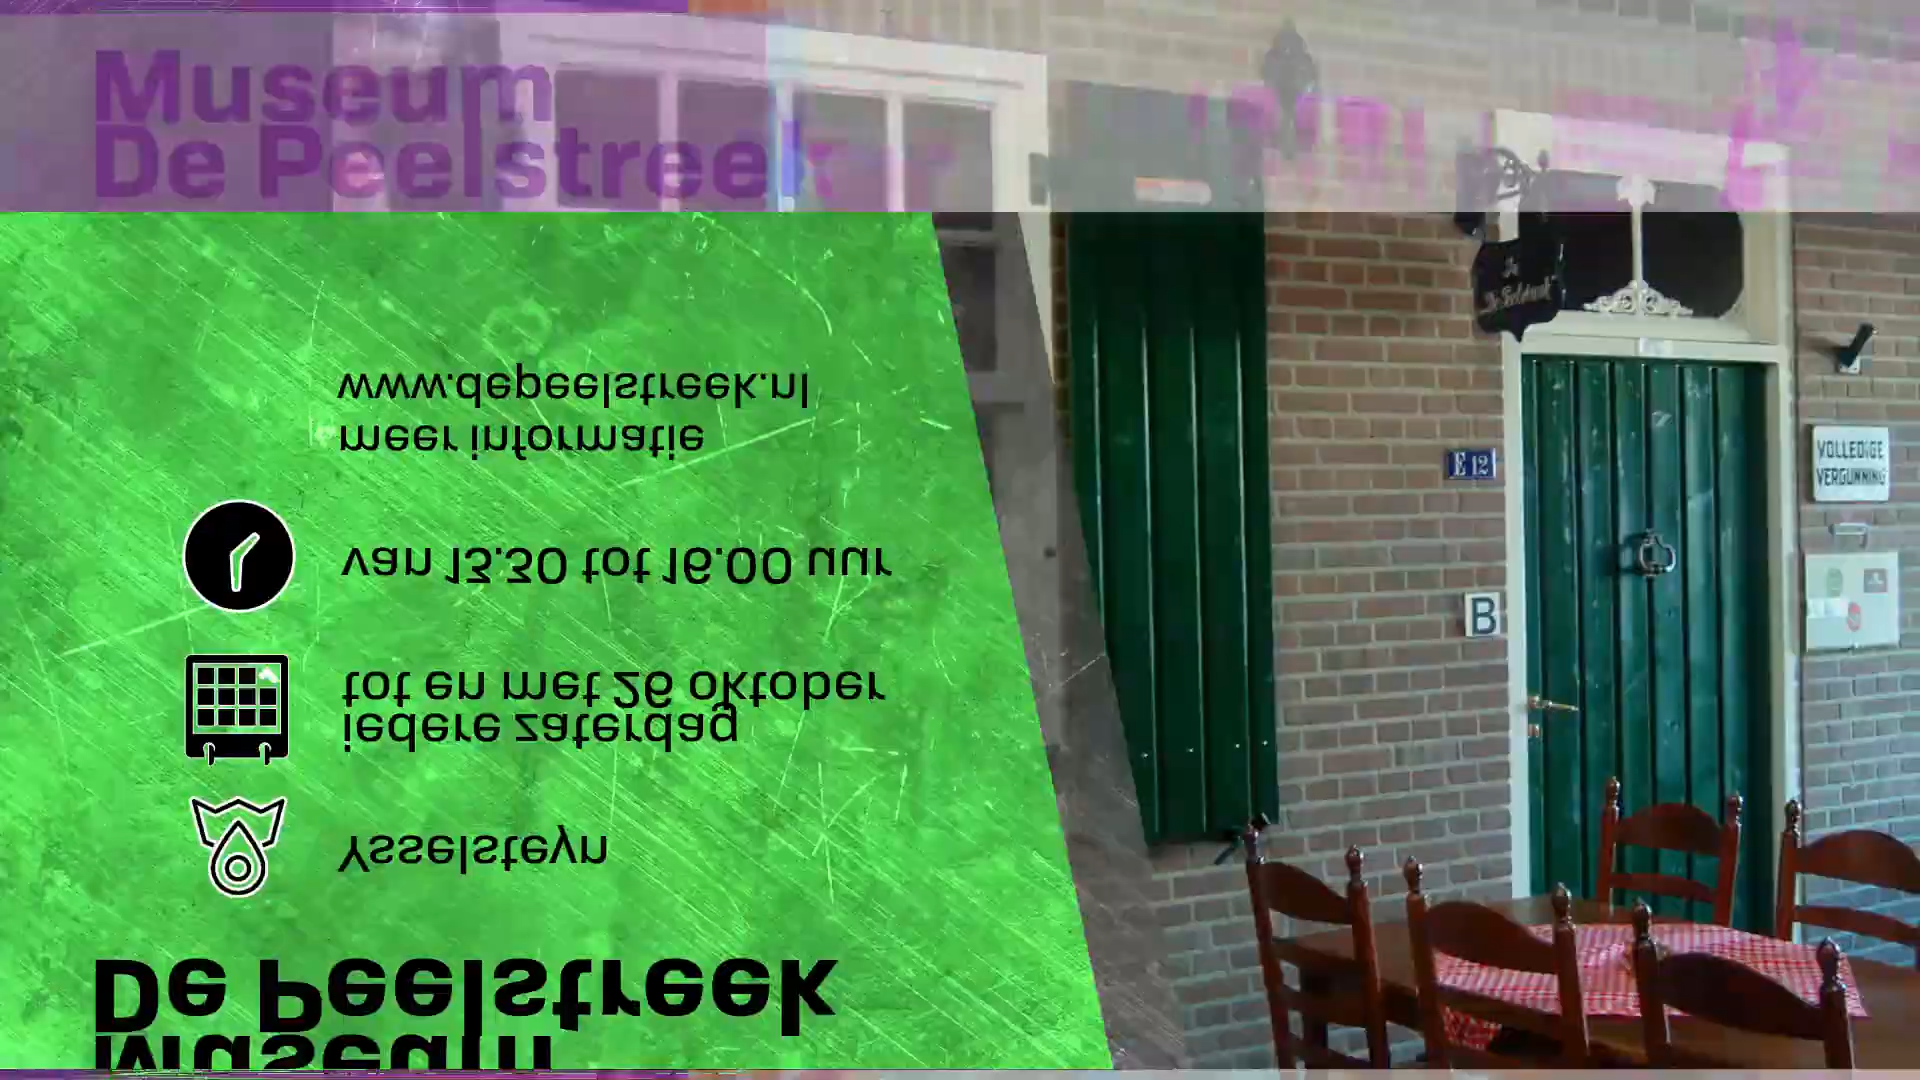 Museum
De Peelstreek
www.depeelstreek.nl
meer informatie
van 13.30 tot 16.00 uur
tot en met 26 oktober
iedere zaterdag
Ysselsteyn
De Peelstreek
Museum
E 12
VOLLEDIGE
VERGUNNING
B